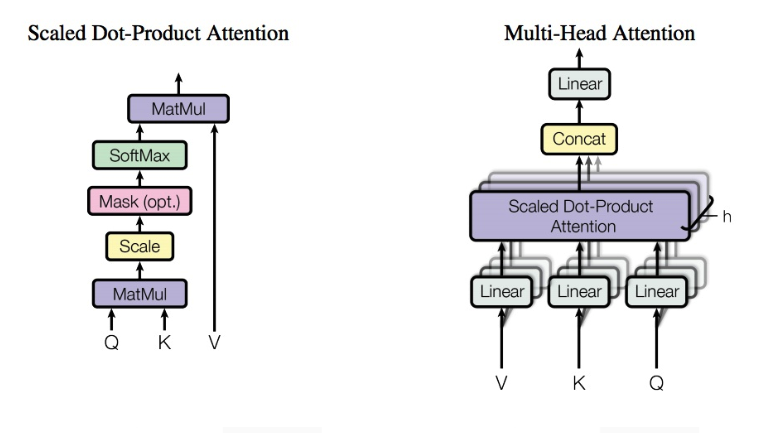 Scaled Dot-Product Attention
MatMul
SoftMax
Mask (opt.)
Scale
MatMul
Q K V
Multi-Head Attention
Linear
Concat
Scaled Dot-Product
Attention
h
Linear Linear Linear
V K Q